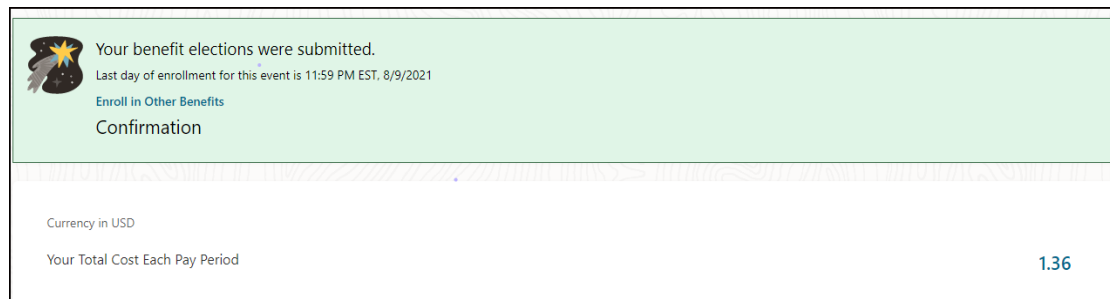 Your benefit elections were submitted.
Last day of enrollment for this event is 11:59 PM EST, 8/9/2021
Enroll in Other Benefits
Confirmation
Currency in USD
Your Total Cost Each Pay Period 1.36